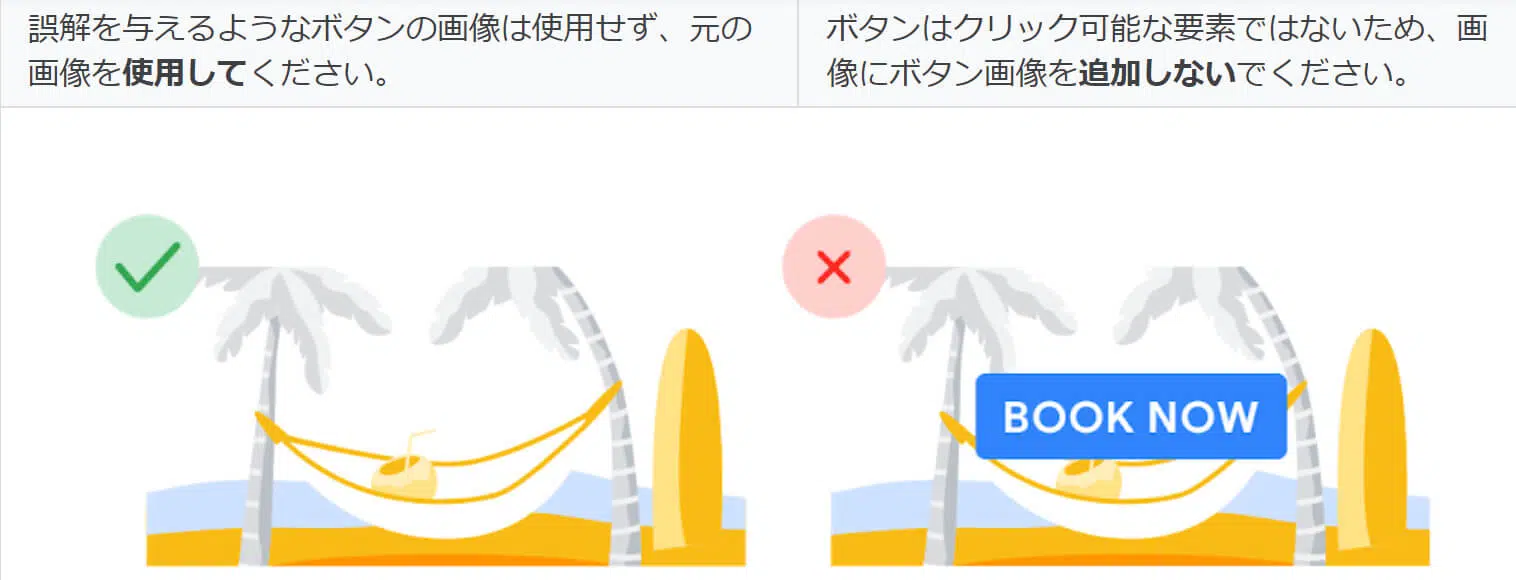 誤解を与えるようなボタンの画像は使用せず、元の
画像を使用してください。
ボタンはクリック可能な要素ではないため、画
像にボタン画像を追加しないでください。
BOOK NOW